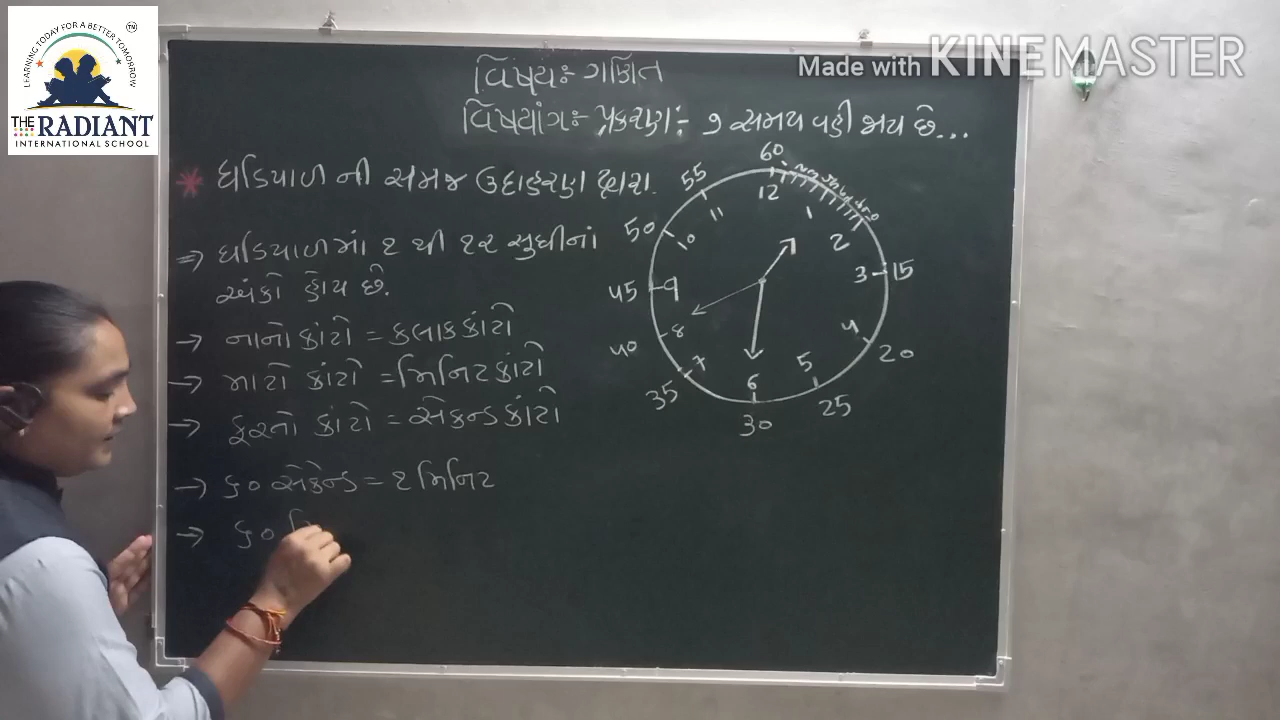 LEARNING TODAY FOR A BETTER TOMORROW
TM
THE RADIANT
INTERNATIONAL SCHOOL
Made with KINEMASTER
વિષય:- ગણિત
વિષયાંગ:- પ્રકરણ:- ૭ સમય વહી જાય છે...
* ઘડિયાળ ની સમજ ઉદાહરણ દ્વારા.
⇒ ઘડિયાળમાં ૧ થી ૧૨ સુધીનાં
અંકો હોય છે.
→ નાનો કાંટો = કલાક કાંટો
→ મોટો કાંટો = મિનિટ કાંટો
→ ફરતો કાંટો = સેકન્ડ કાંટો
→ ૬૦ સેકેન્ડ = ૧ મિનિટ
→ ૬૦ મિ
60
55
50
45
40
35
30
25
20
15
12
1
2
3
4
5
6
7
8
9
10
11